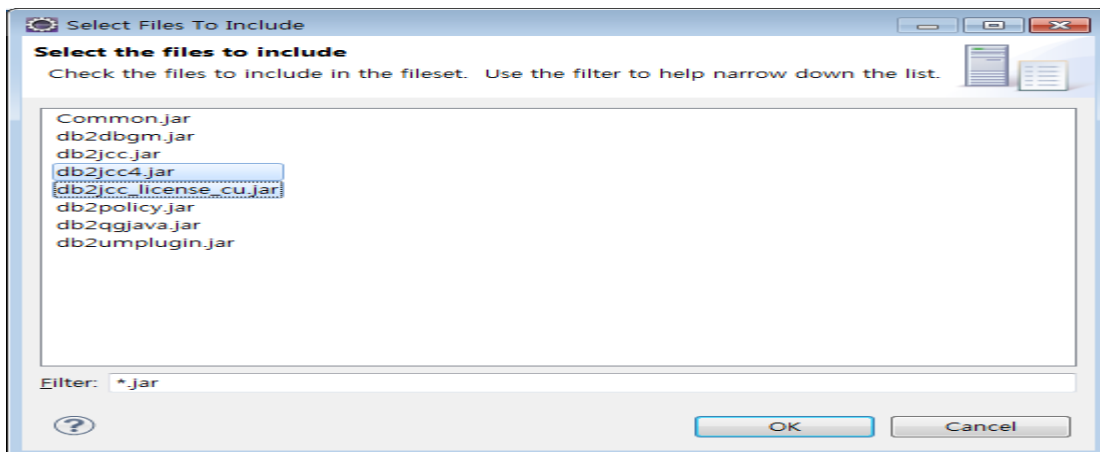 Select Files To Include
Select the files to include
Check the files to include in the fileset. Use the filter to help narrow down the list.
Common.jar
db2dbgm.jar
db2jcc.jar
db2jcc4.jar
db2jcc_license_cu.jar
db2policy.jar
db2qgjava.jar
db2umplugin.jar
Filter: *.jar
? OK Cancel